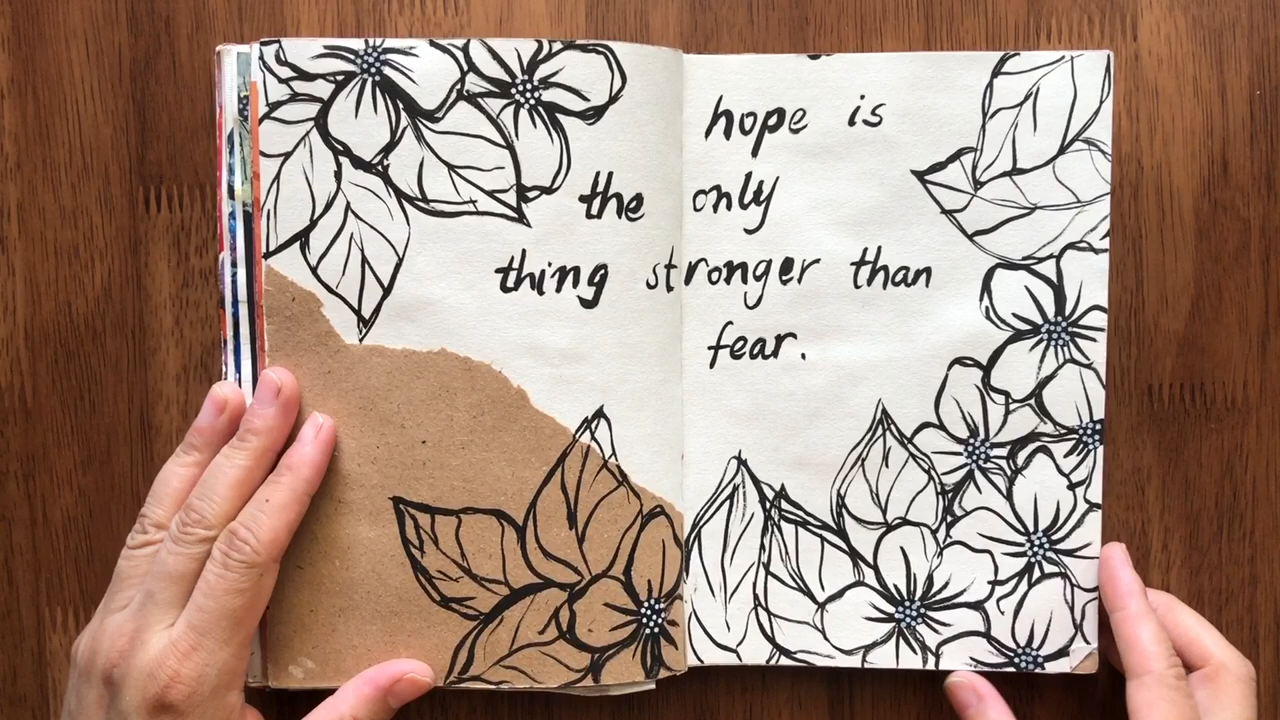 hope is
the only
thing stronger than
fear.